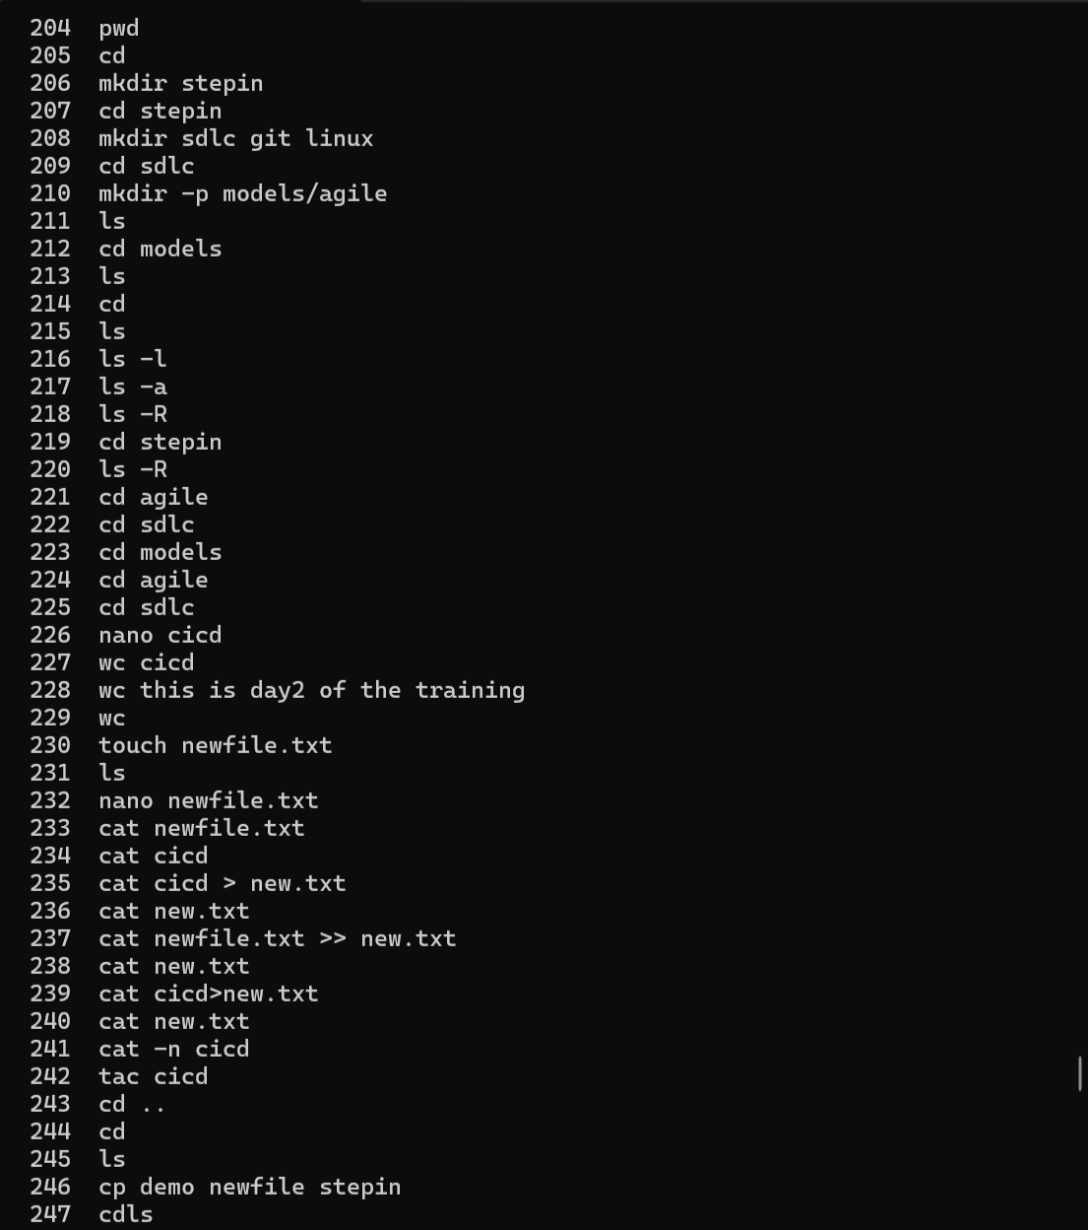 204 pwd
205 cd
206 mkdir stepin
207 cd stepin
208 mkdir sdlc git linux
209 cd sdlc
210 mkdir -p models/agile
211 ls
212 cd models
213 ls
214 cd
215 ls
216 ls -l
217 ls -a
218 ls -R
219 cd stepin
220 ls -R
221 cd agile
222 cd sdlc
223 cd models
224 cd agile
225 cd sdlc
226 nano cicd
227 wc cicd
228 wc this is day2 of the training
229 wc
230 touch newfile.txt
231 ls
232 nano newfile.txt
233 cat newfile.txt
234 cat cicd
235 cat cicd > new.txt
236 cat new.txt
237 cat newfile.txt >> new.txt
238 cat new.txt
239 cat cicd>new.txt
240 cat new.txt
241 cat -n cicd
242 tac cicd
243 cd ..
244 cd
245 ls
246 cp demo newfile stepin
247 cdls